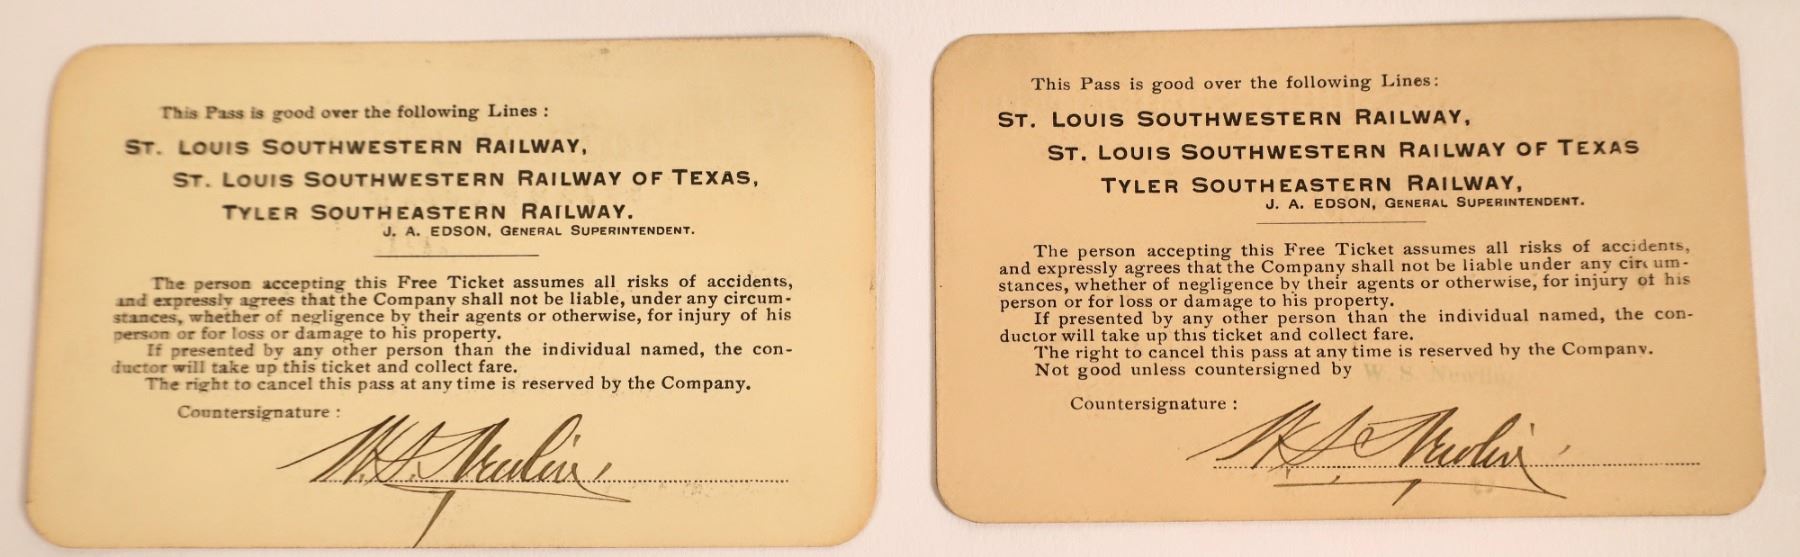 This Pass is good over the following Lines :
ST. LOUIS SOUTHWESTERN RAILWAY,
ST. LOUIS SOUTHWESTERN RAILWAY OF TEXAS,
TYLER SOUTHEASTERN RAILWAY.
J. A. EDSON, GENERAL SUPERINTENDENT.
The person accepting this Free Ticket assumes all risks of accidents,
and expressly agrees that the Company shall not be liable, under any circum-
stances, whether of negligence by their agents or otherwise, for injury of his
person or for loss or damage to his property.
If presented by any other person than the individual named, the con-
ductor will take up this ticket and collect fare.
The right to cancel this pass at any time is reserved by the Company.
Countersignature :
W. S. Newlin
This Pass is good over the following Lines:
ST. LOUIS SOUTHWESTERN RAILWAY,
ST. LOUIS SOUTHWESTERN RAILWAY OF TEXAS
TYLER SOUTHEASTERN RAILWAY,
J. A. EDSON, GENERAL SUPERINTENDENT.
The person accepting this Free Ticket assumes all risks of accidents,
and expressly agrees that the Company shall not be liable under any circum-
stances, whether of negligence by their agents or otherwise, for injury of his
person or for loss or damage to his property.
If presented by any other person than the individual named, the con-
ductor will take up this ticket and collect fare.
The right to cancel this pass at any time is reserved by the Company.
Not good unless countersigned by W. S. Newlin
Countersignature :
W. S. Newlin